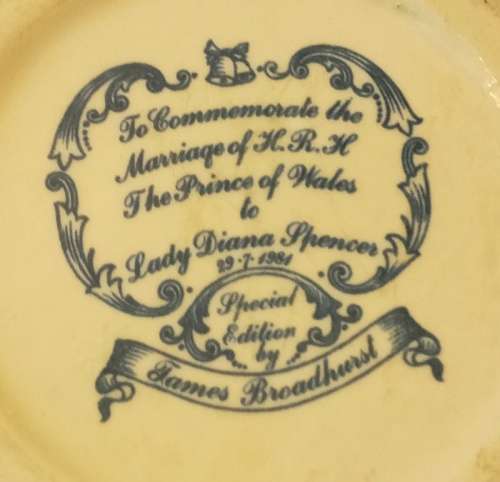 To Commemorate the
Marriage of H.R.H
The Prince of Wales
to
Lady Diana Spencer
29-7-1981
Special
Edition
by
James Broadhurst